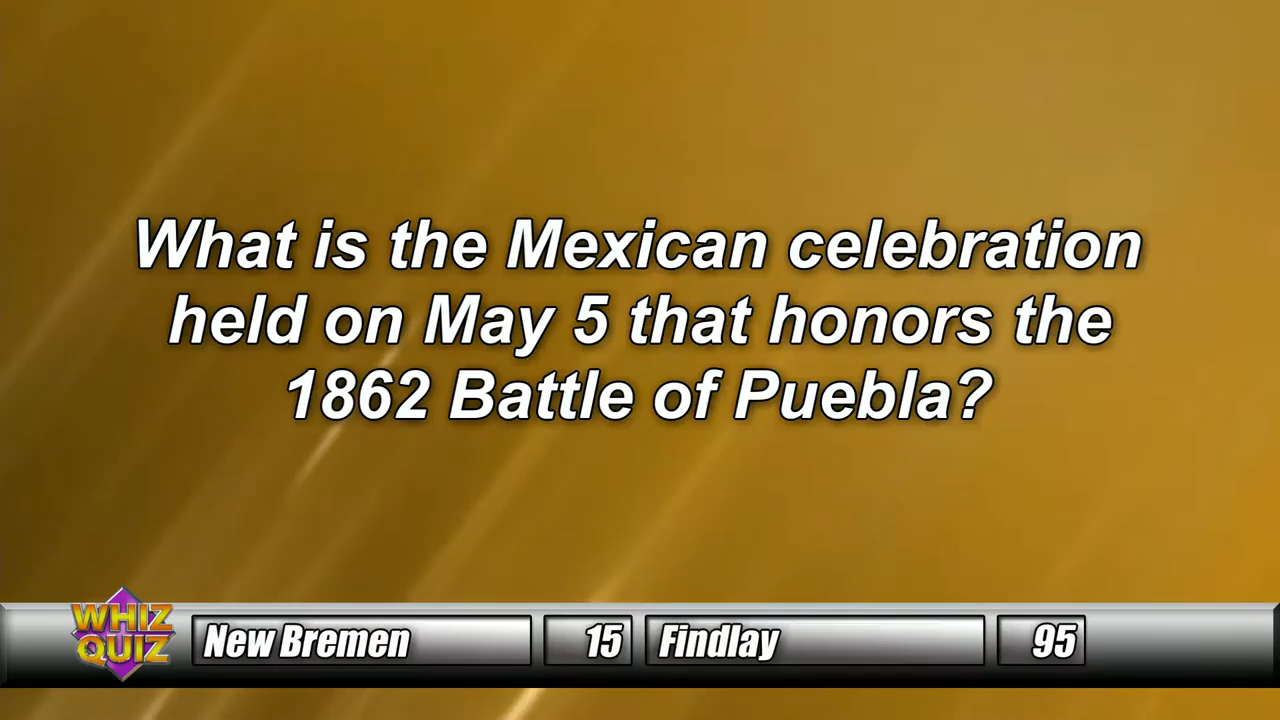 What is the Mexican celebration
held on May 5 that honors the
1862 Battle of Puebla?
WHIZ
QUIZ
New Bremen 15 Findlay 95